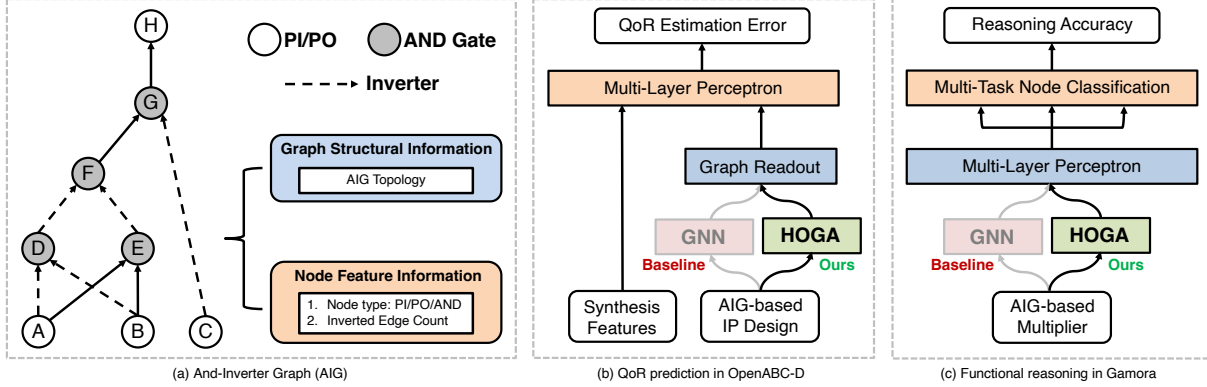 H
PI/PO
AND Gate
Inverter
G
F
D
E
A
B
C
Graph Structural Information
AIG Topology
Node Feature Information
1. Node type: PI/PO/AND
2. Inverted Edge Count
(a) And-Inverter Graph (AIG)
QoR Estimation Error
Multi-Layer Perceptron
Graph Readout
GNN
HOGA
Baseline
Ours
Synthesis
Features
AIG-based
IP Design
(b) QoR prediction in OpenABC-D
Reasoning Accuracy
Multi-Task Node Classification
Multi-Layer Perceptron
GNN
HOGA
Baseline
Ours
AIG-based
Multiplier
(c) Functional reasoning in Gamora